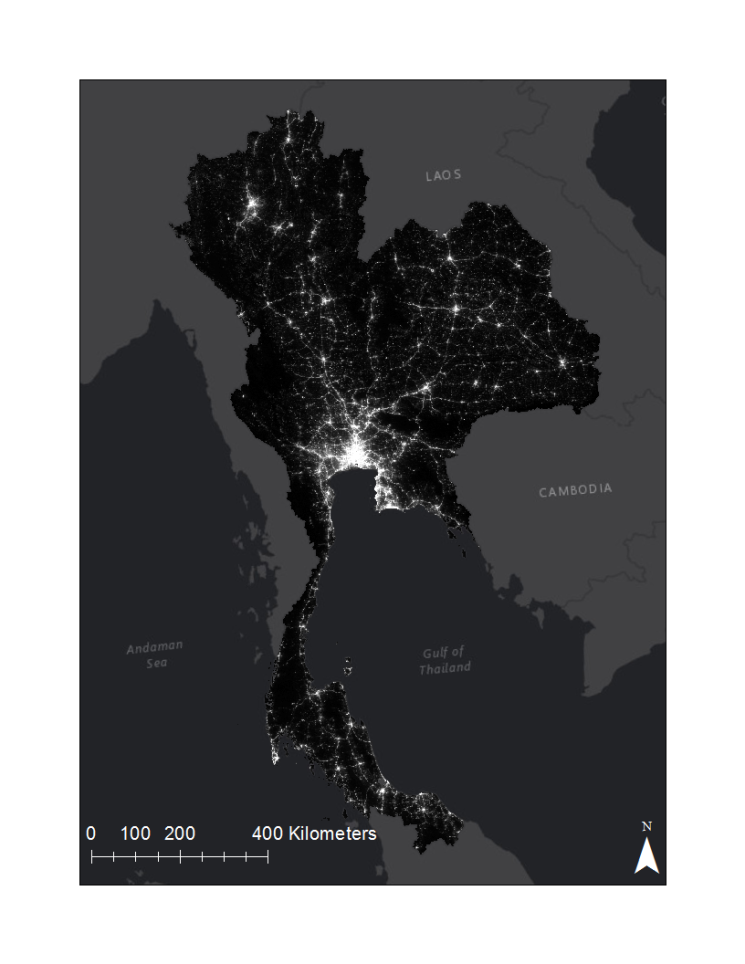 LAOS
CAMBODIA
Andaman
Sea
Gulf of
Thailand
0 100 200 400 Kilometers
N